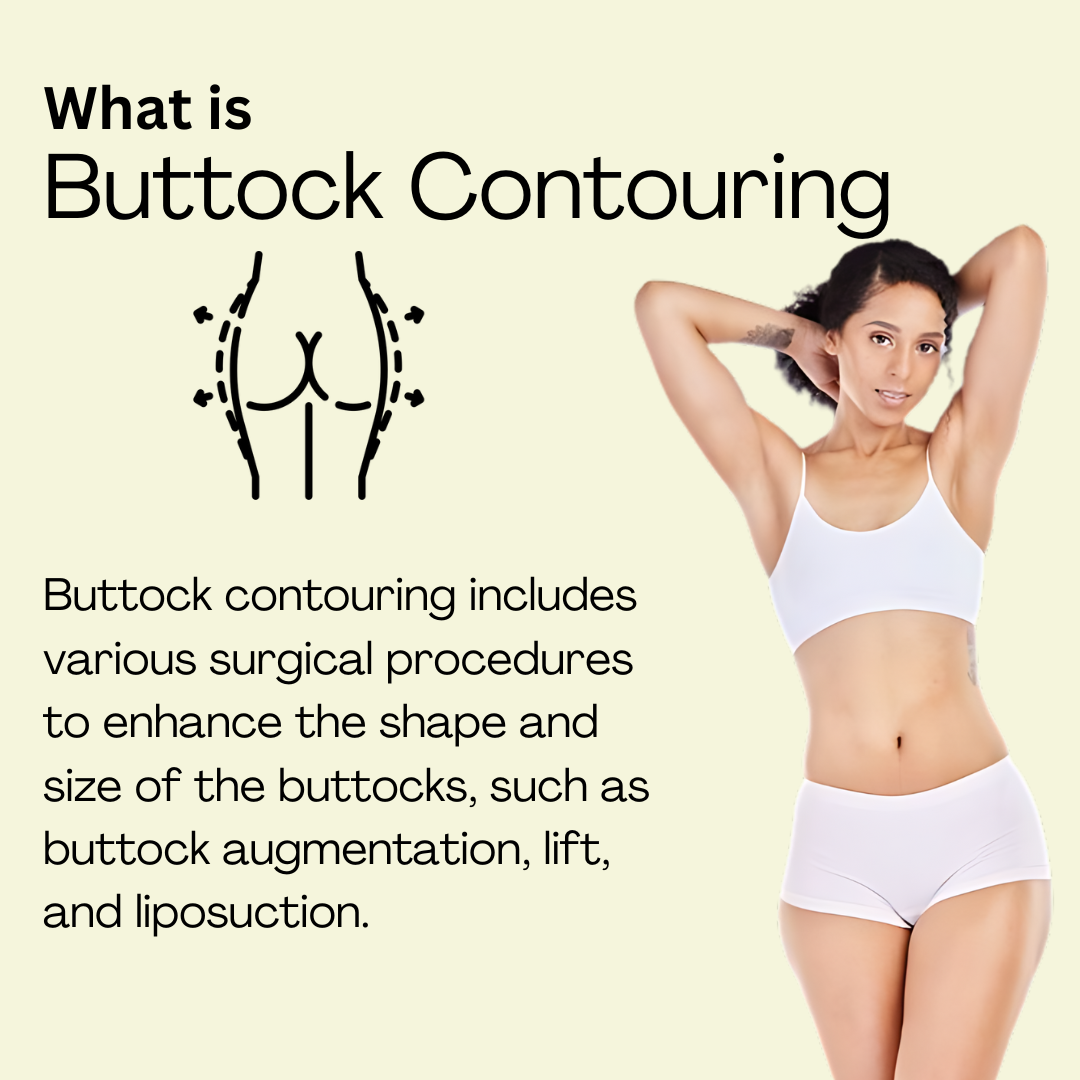 What is
Buttock Contouring
Buttock contouring includes
various surgical procedures
to enhance the shape and
size of the buttocks, such as
buttock augmentation, lift,
and liposuction.